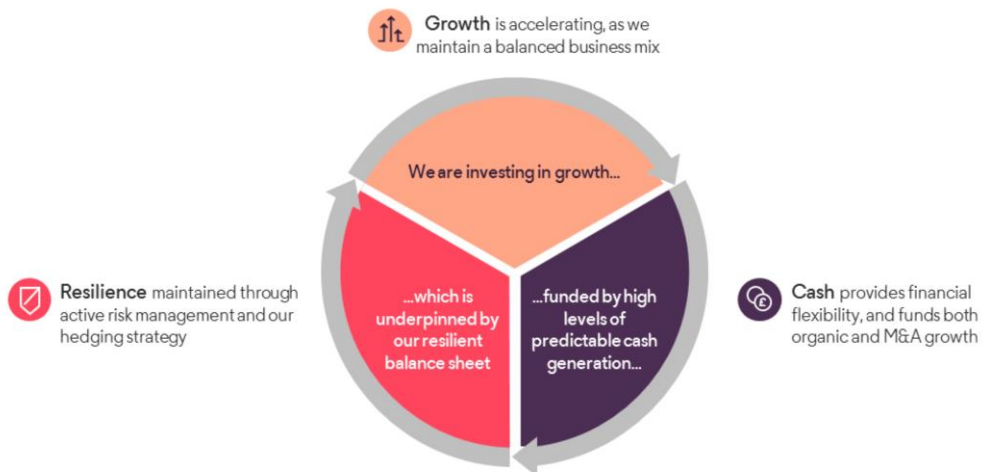 Growth is accelerating, as we
maintain a balanced business mix
We are investing in growth...
...funded by high
levels of
predictable cash
generation...
Cash provides financial
flexibility, and funds both
organic and M&A growth
...which is
underpinned by
our resilient
balance sheet
Resilience maintained through
active risk management and our
hedging strategy
£